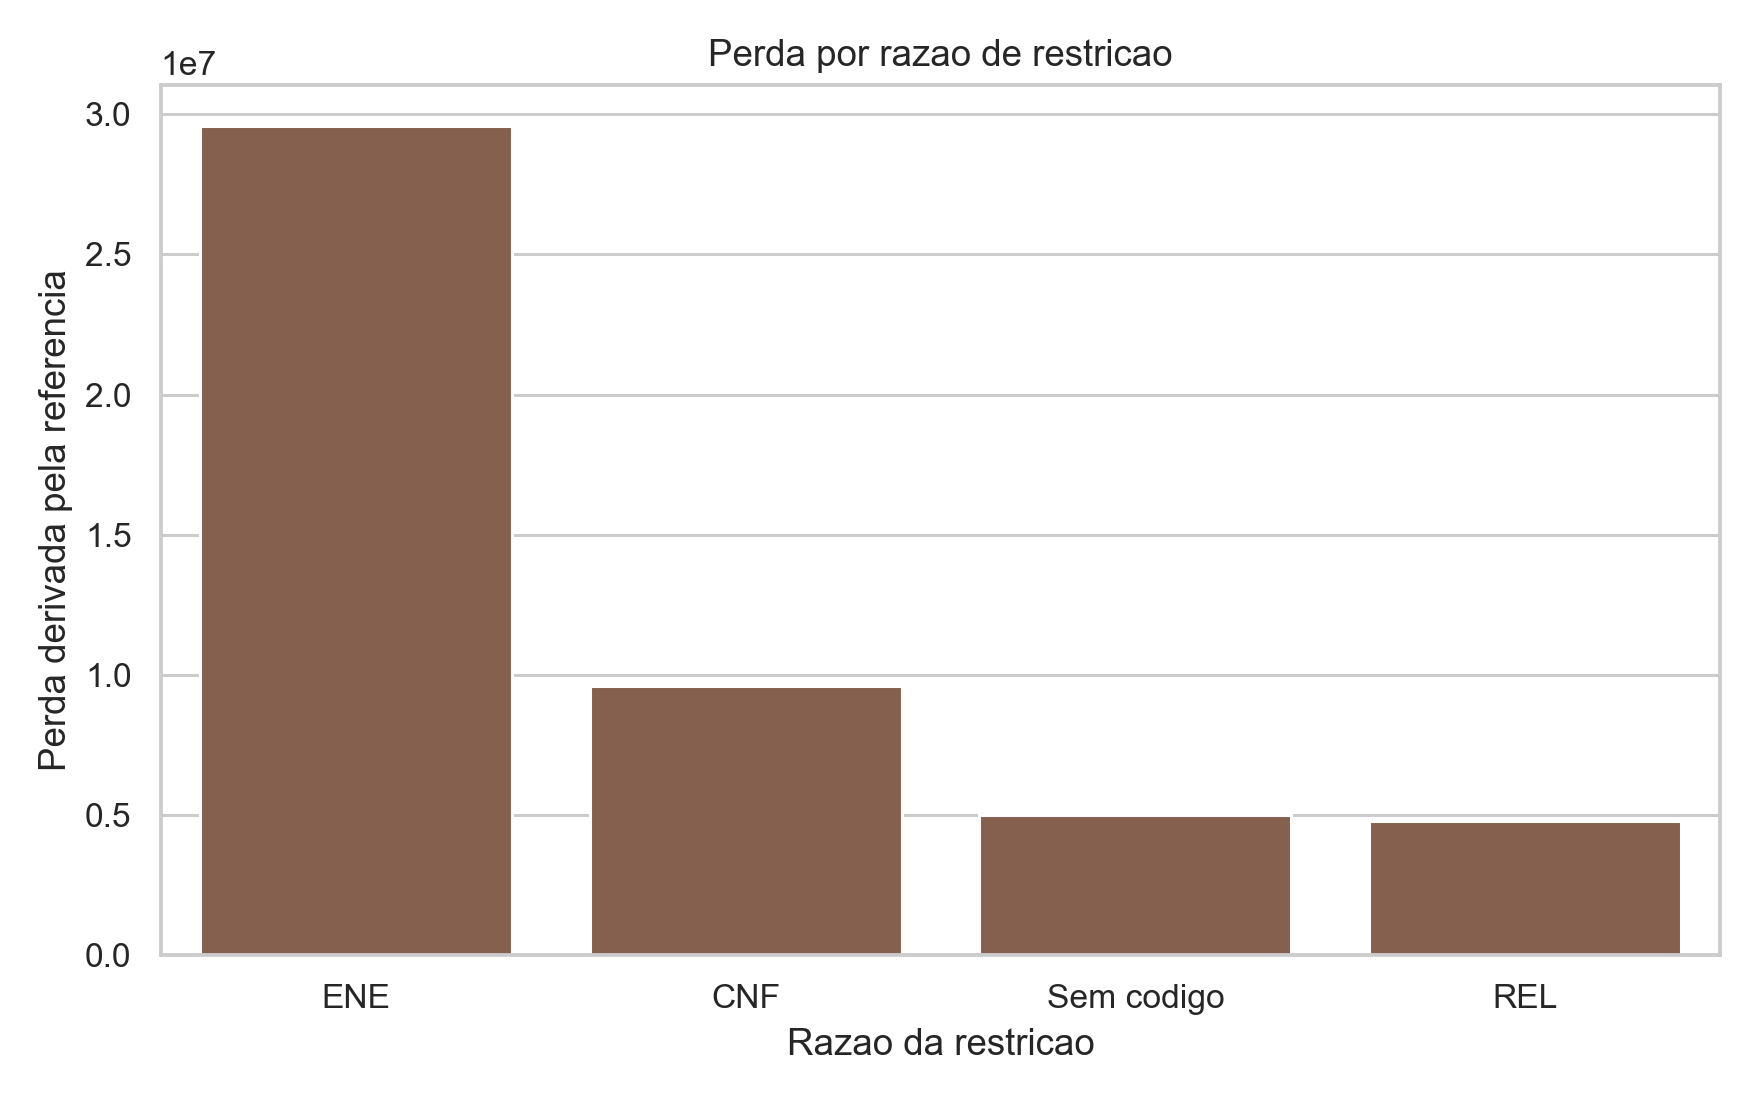 Perda por razao de restricao
1e7
3.0
2.5
2.0
1.5
1.0
0.5
0.0
Perda derivada pela referencia
ENE CNF Sem codigo REL
Razao da restricao